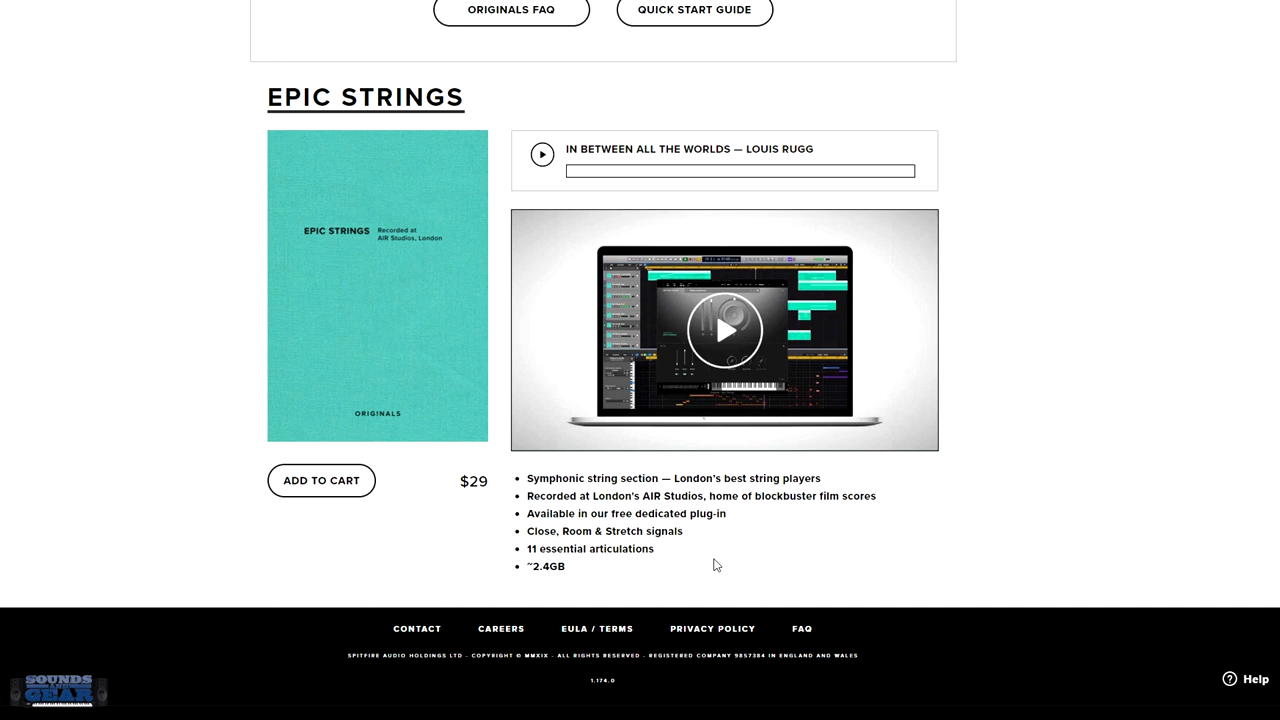 ORIGINALS FAQ
QUICK START GUIDE
EPIC STRINGS
EPIC STRINGS
Recorded at
AIR Studios, London
ORIGINALS
IN BETWEEN ALL THE WORLDS — LOUIS RUGG
ADD TO CART
$29
• Symphonic string section — London's best string players
• Recorded at London's AIR Studios, home of blockbuster film scores
• Available in our free dedicated plug-in
• Close, Room & Stretch signals
• 11 essential articulations
• ~2.4GB
CONTACT
CAREERS
EULA / TERMS
PRIVACY POLICY
FAQ
SPITFIRE AUDIO HOLDINGS LTD - COPYRIGHT © MMXIX - ALL RIGHTS RESERVED - REGISTERED COMPANY 9857384 IN ENGLAND AND WALES
1.174.0
SOUNDS
AND
GEAR
? Help